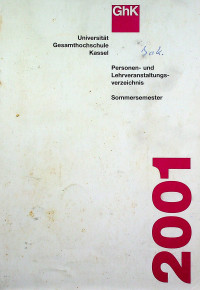 GhK
Universität
Gesamthochschule
Kassel
Personen- und
Lehrveranstaltungs-
verzeichnis
Sommersemester
2001